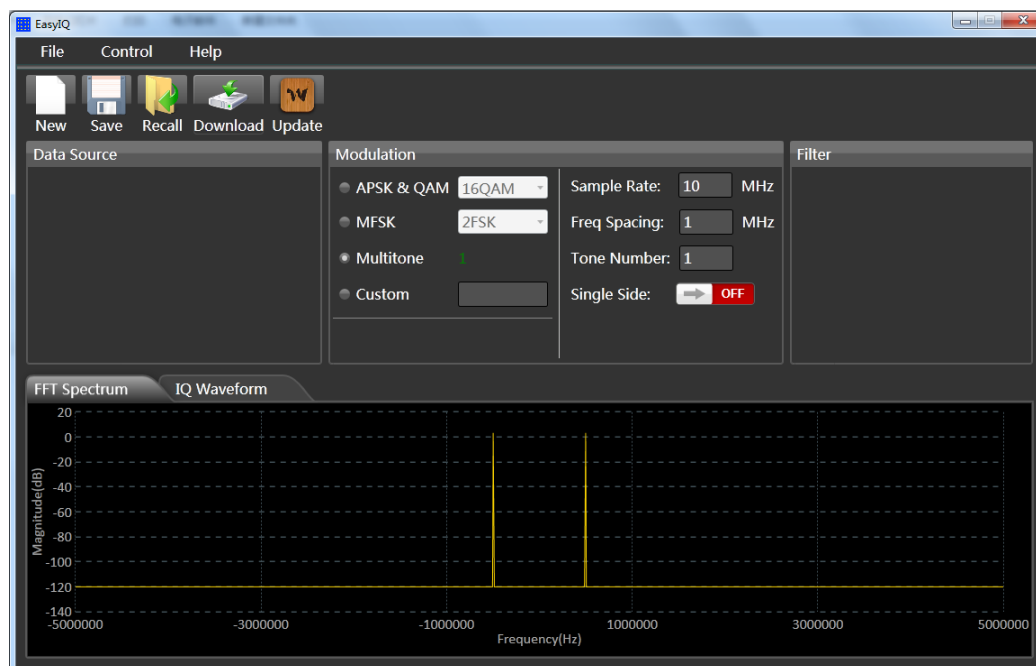 EasyIQ
File Control Help
New Save Recall Download Update
Data Source
Modulation
APSK & QAM 16QAM
MFSK 2FSK
Multitone 1
Custom
Sample Rate: 10 MHz
Freq Spacing: 1 MHz
Tone Number: 1
Single Side: OFF
Filter
FFT Spectrum IQ Waveform
Magnitude(dB)
20
0
-20
-40
-60
-80
-100
-120
-140
-5000000 -3000000 -1000000 1000000 3000000 5000000
Frequency(Hz)